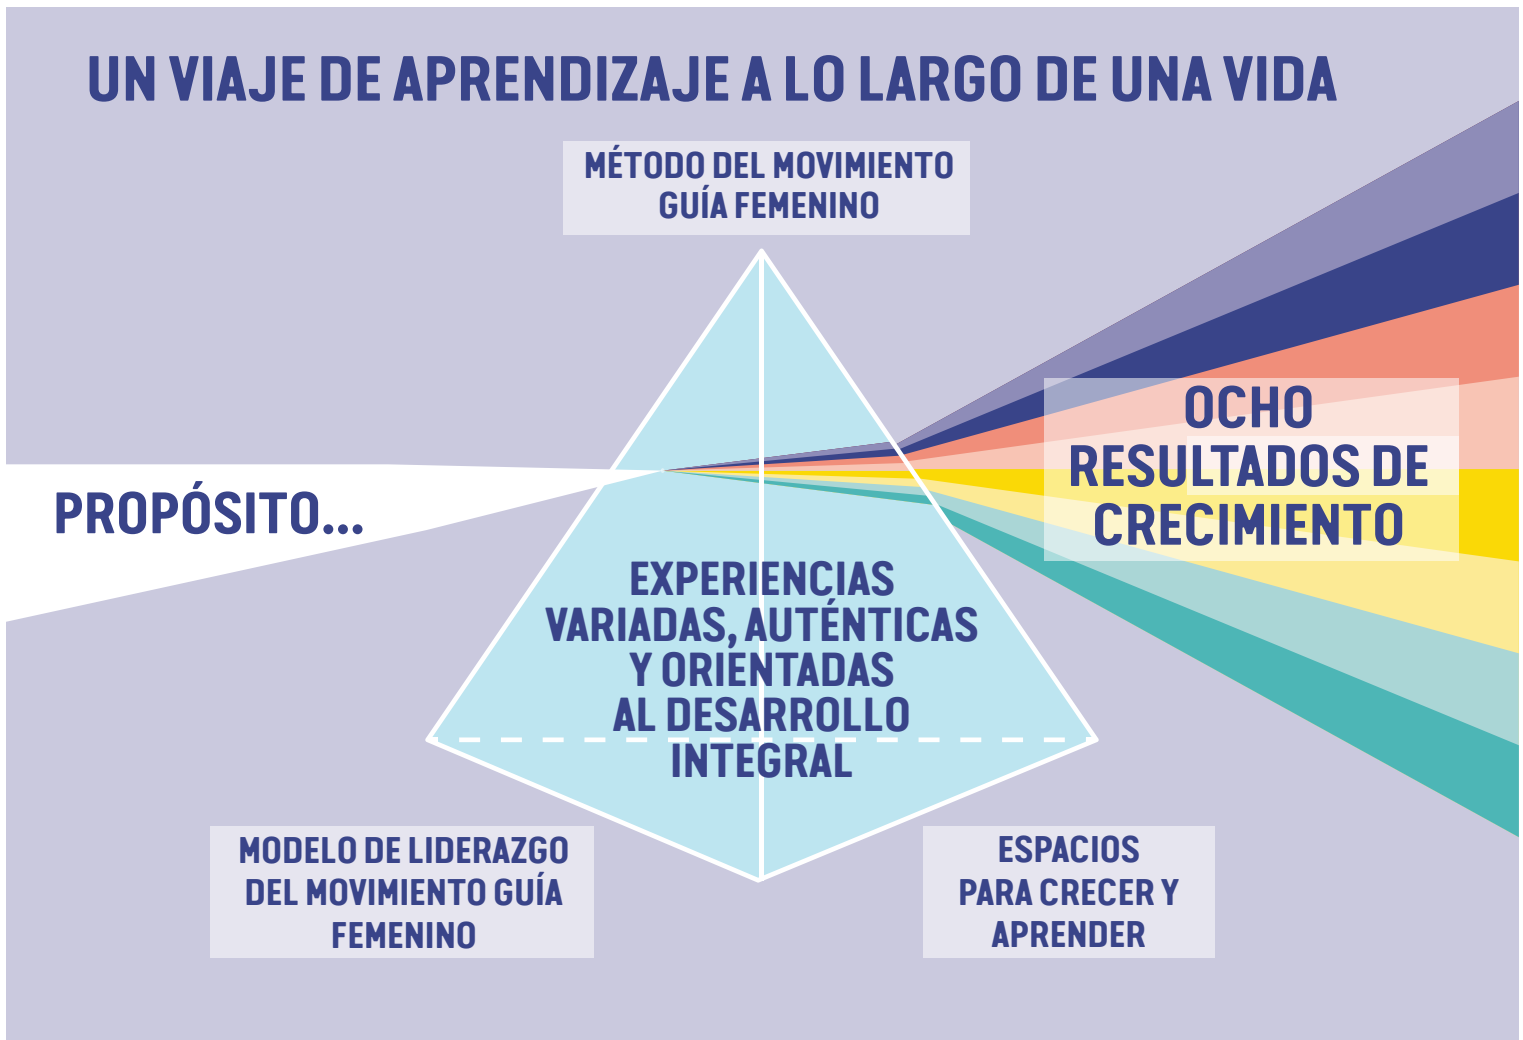 UN VIAJE DE APRENDIZAJE A LO LARGO DE UNA VIDA
MÉTODO DEL MOVIMIENTO
GUÍA FEMENINO
PROPÓSITO...
OCHO
RESULTADOS DE
CRECIMIENTO
EXPERIENCIAS
VARIADAS, AUTÉNTICAS
Y ORIENTADAS
AL DESARROLLO
INTEGRAL
MODELO DE LIDERAZGO
DEL MOVIMIENTO GUÍA
FEMENINO
ESPACIOS
PARA CRECER Y
APRENDER